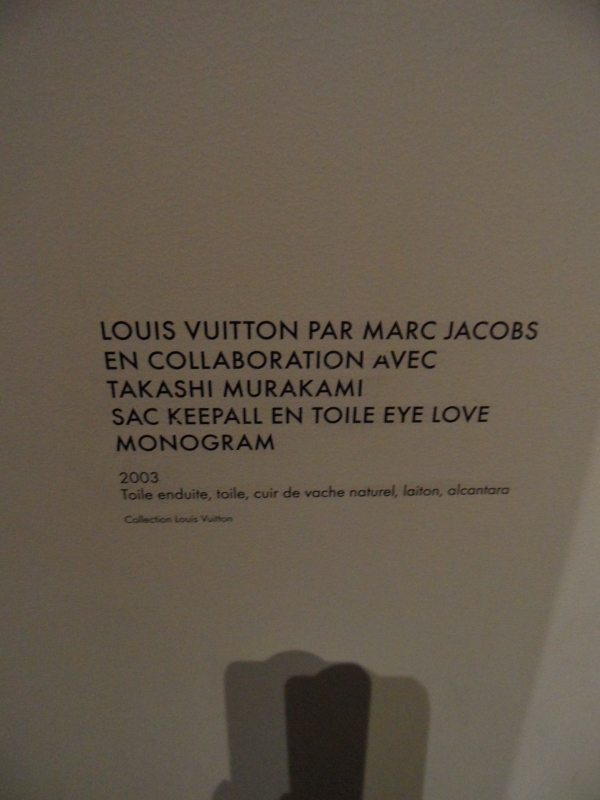 LOUIS VUITTON PAR MARC JACOBS
EN COLLABORATION AVEC
TAKASHI MURAKAMI
SAC KEEPALL EN TOILE EYE LOVE
MONOGRAM
2003
Toile enduite, toile, cuir de vache naturel, laiton, alcantara
Collection Louis Vuitton